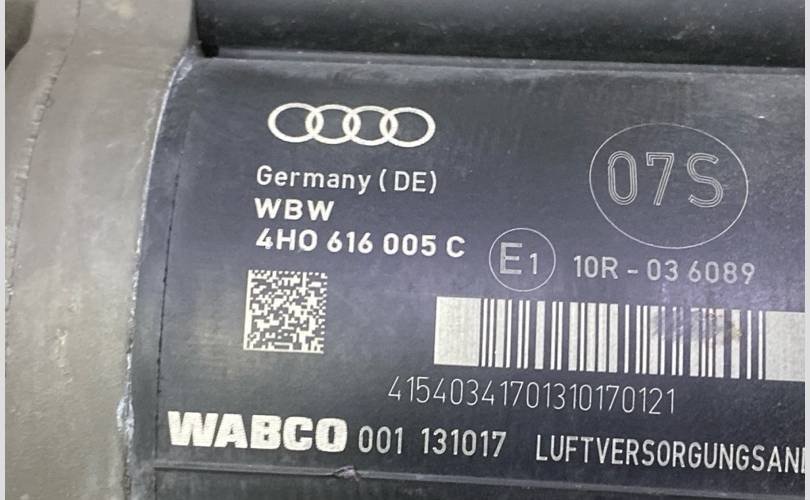 07S
Germany (DE)
WBW
4H0 616 005 C
E1 10R - 03 6089
41540341701310170121
WABCO 001 131017 LUFTVERSORGUNGSAN